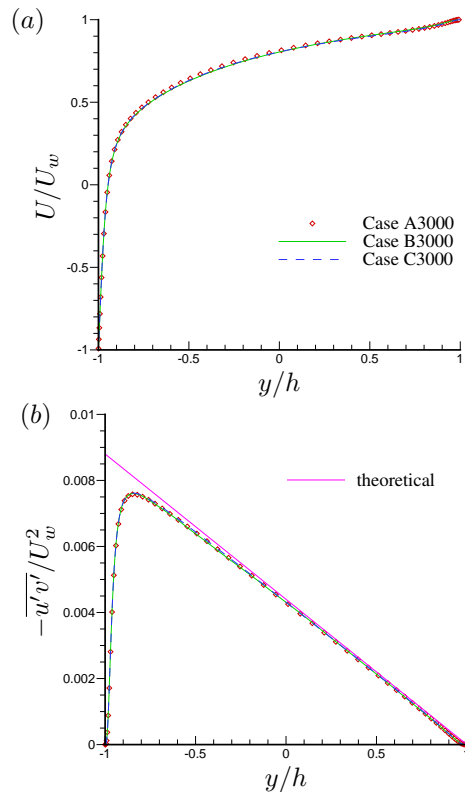 (a)
U/U_w
1
0.5
0
-0.5
-1
-1 -0.5 0 0.5 1
y/h
Case A3000
Case B3000
Case C3000
(b)
-\overline{u'v'}/U_w^2
0.01
0.008
0.006
0.004
0.002
0
-1 -0.5 0 0.5 1
y/h
theoretical